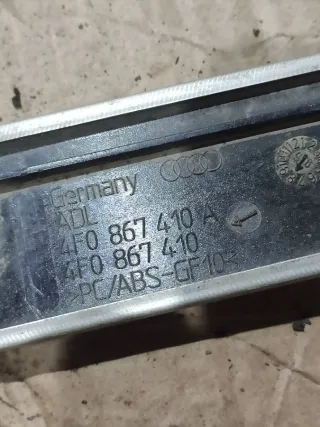 Germany
ADL
4F0 867 410 A
4F0 867 410
>PC/ABS-GF10<